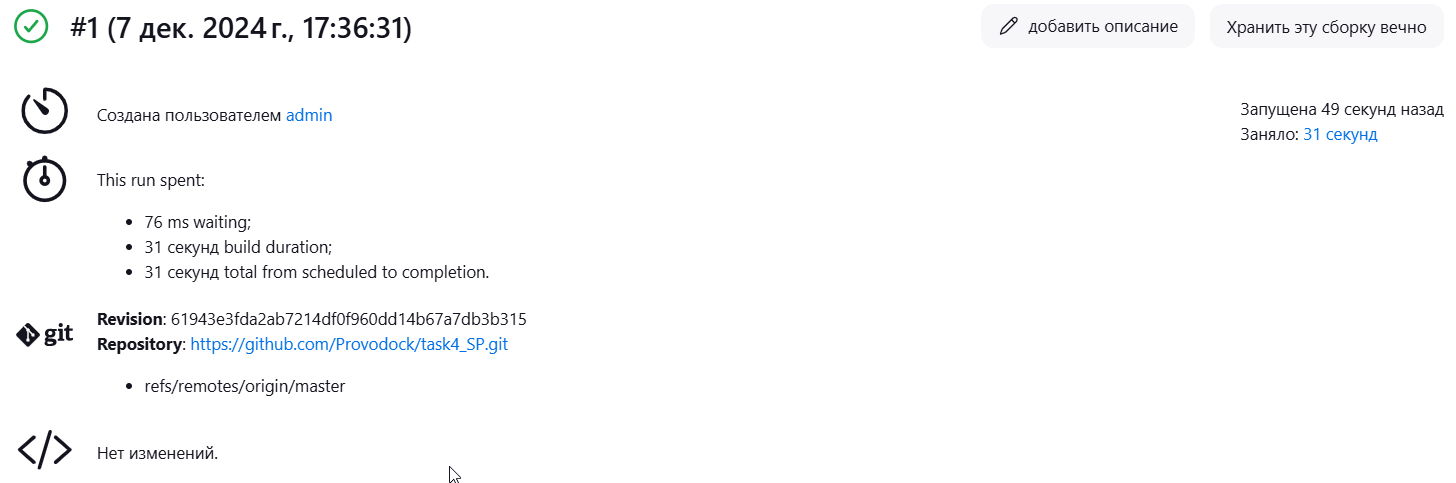 #1 (7 дек. 2024 г., 17:36:31)
добавить описание
Хранить эту сборку вечно
Создана пользователем admin
Запущена 49 секунд назад
Заняло: 31 секунд
This run spent:
76 ms waiting;
31 секунд build duration;
31 секунд total from scheduled to completion.
git
Revision: 61943e3fda2ab7214df0f960dd14b67a7db3b315
Repository: https://github.com/Provodock/task4_SP.git
refs/remotes/origin/master
Нет изменений.